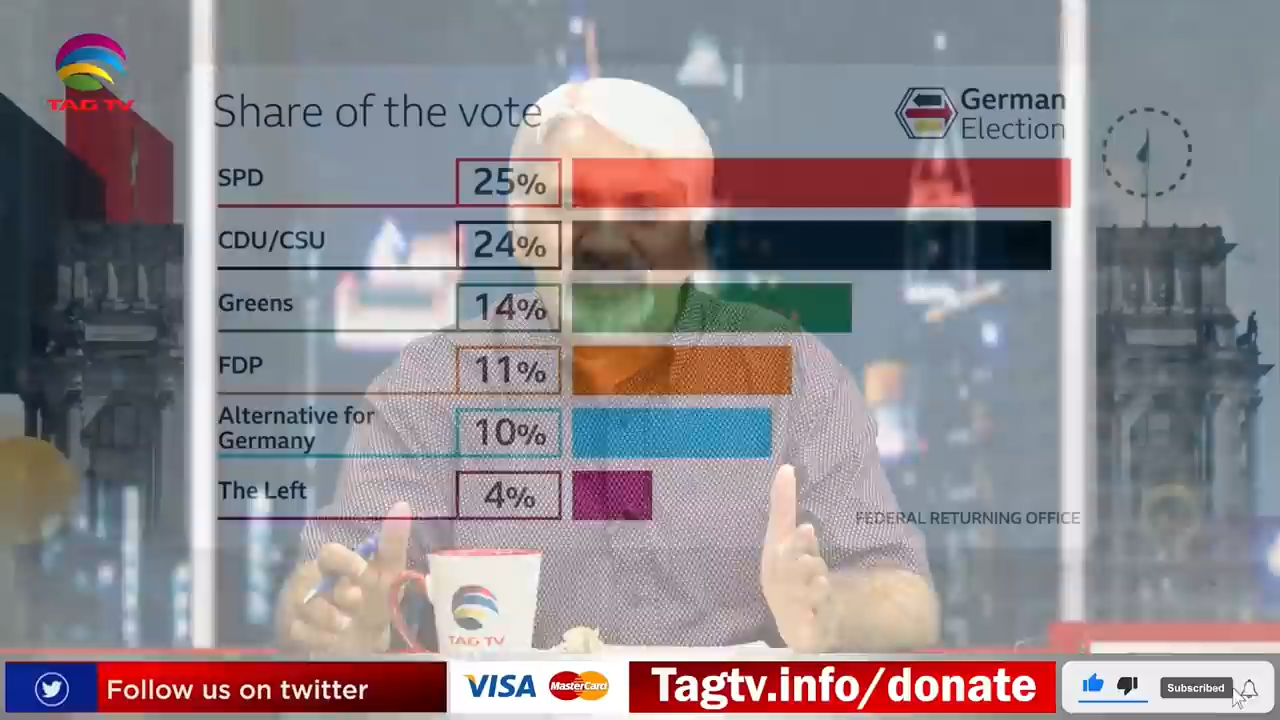 TAG TV
Share of the vote
German
Election
SPD 25%
CDU/CSU 24%
Greens 14%
FDP 11%
Alternative for
Germany 10%
The Left 4%
FEDERAL RETURNING OFFICE
TAG TV
Follow us on twitter
VISA
MasterCard
Tagtv.info/donate
Subscribed